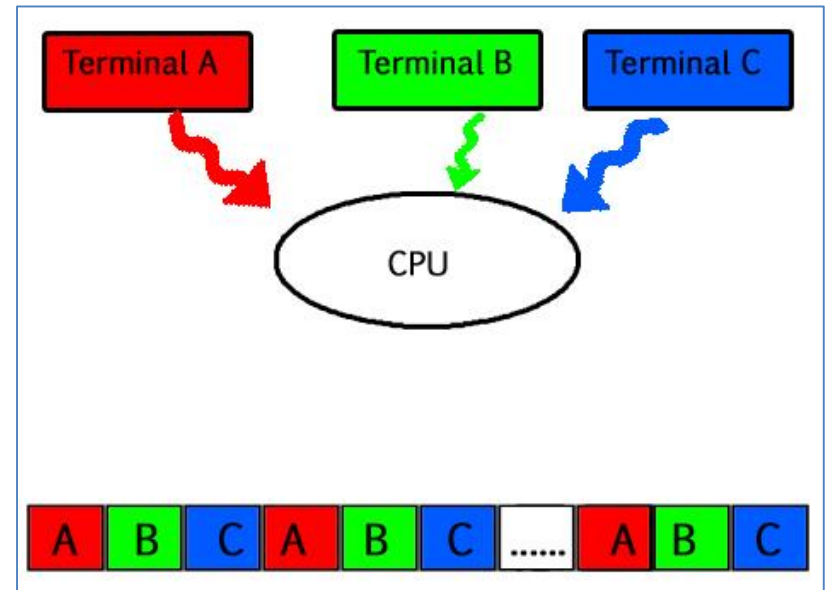 Terminal A Terminal B Terminal C
CPU
A B C A B C ...... A B C